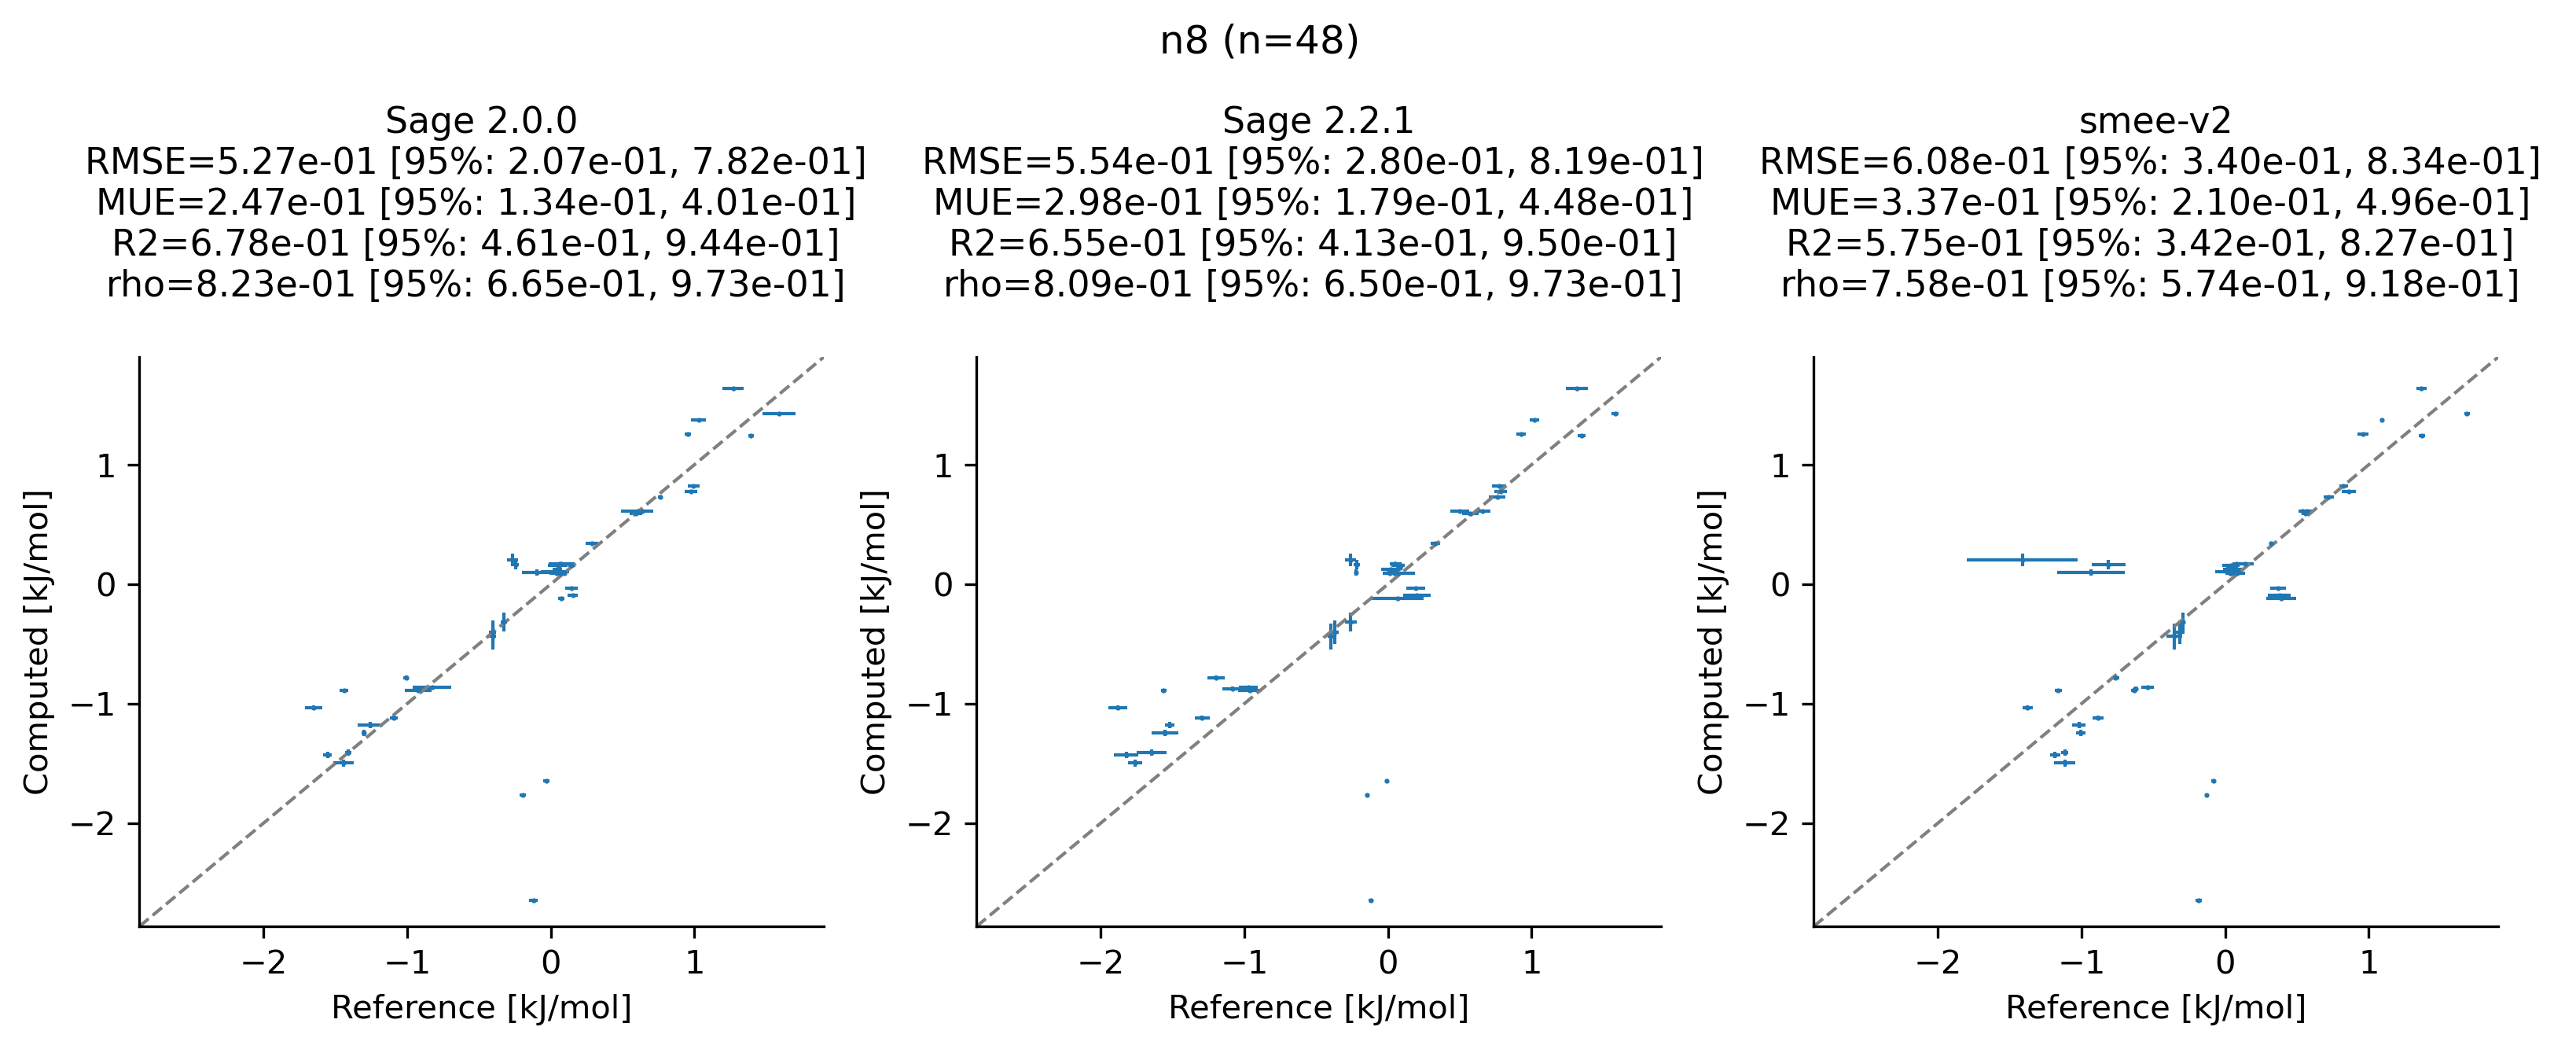 n8 (n=48)
Sage 2.0.0
RMSE=5.27e-01 [95%: 2.07e-01, 7.82e-01]
MUE=2.47e-01 [95%: 1.34e-01, 4.01e-01]
R2=6.78e-01 [95%: 4.61e-01, 9.44e-01]
rho=8.23e-01 [95%: 6.65e-01, 9.73e-01]
1
0
−1
−2
Computed [kJ/mol]
−2 −1 0 1
Reference [kJ/mol]
Sage 2.2.1
RMSE=5.54e-01 [95%: 2.80e-01, 8.19e-01]
MUE=2.98e-01 [95%: 1.79e-01, 4.48e-01]
R2=6.55e-01 [95%: 4.13e-01, 9.50e-01]
rho=8.09e-01 [95%: 6.50e-01, 9.73e-01]
1
0
−1
−2
Computed [kJ/mol]
−2 −1 0 1
Reference [kJ/mol]
smee-v2
RMSE=6.08e-01 [95%: 3.40e-01, 8.34e-01]
MUE=3.37e-01 [95%: 2.10e-01, 4.96e-01]
R2=5.75e-01 [95%: 3.42e-01, 8.27e-01]
rho=7.58e-01 [95%: 5.74e-01, 9.18e-01]
1
0
−1
−2
Computed [kJ/mol]
−2 −1 0 1
Reference [kJ/mol]